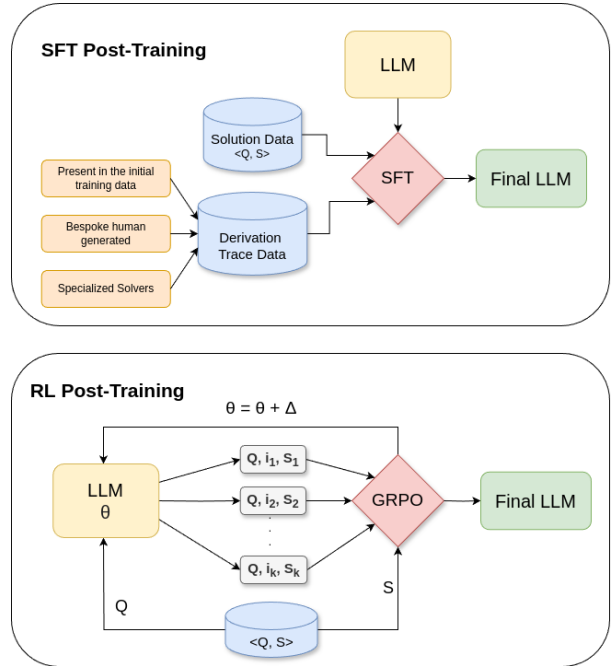 SFT Post-Training
LLM
Solution Data
<Q, S>
SFT
Final LLM
Present in the initial
training data
Bespoke human
generated
Specialized Solvers
Derivation
Trace Data
RL Post-Training
θ = θ + Δ
LLM
θ
Q, i₁, S₁
Q, i₂, S₂
.
.
.
Q, iₖ, Sₖ
GRPO
Final LLM
Q
S
<Q, S>